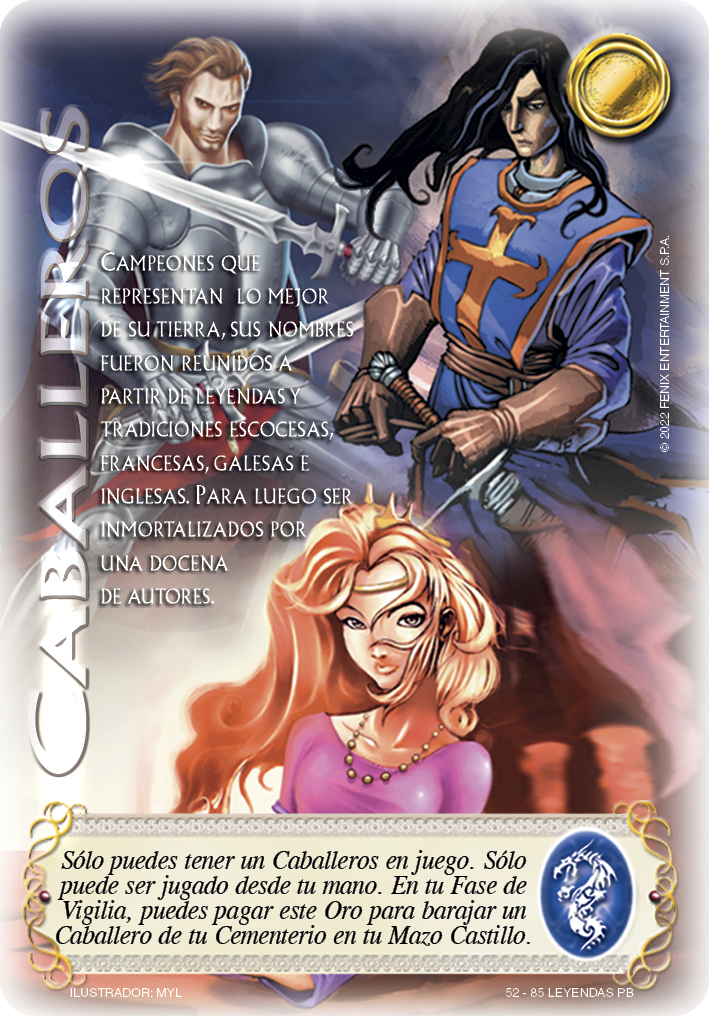 CABALLEROS
CAMPEONES QUE
REPRESENTAN LO MEJOR
DE SU TIERRA, SUS NOMBRES
FUERON REUNIDOS A
PARTIR DE LEYENDAS Y
TRADICIONES ESCOCESAS,
FRANCESAS, GALESAS E
INGLESAS. PARA LUEGO SER
INMORTALIZADOS POR
UNA DOCENA
DE AUTORES.
© 2022 FENIX ENTERTAINMENT S.P.A.
Sólo puedes tener un Caballeros en juego. Sólo
puede ser jugado desde tu mano. En tu Fase de
Vigilia, puedes pagar este Oro para barajar un
Caballero de tu Cementerio en tu Mazo Castillo.
ILUSTRADOR: MYL
52 - 85 LEYENDAS PB